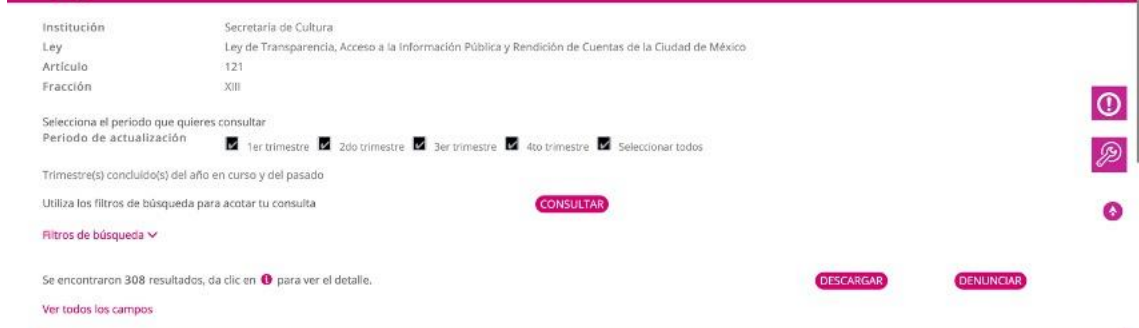 Institución Secretaría de Cultura
Ley Ley de Transparencia, Acceso a la Información Pública y Rendición de Cuentas de la Ciudad de México
Artículo 121
Fracción XIII
Selecciona el periodo que quieres consultar
Periodo de actualización 1er trimestre 2do trimestre 3er trimestre 4to trimestre Seleccionar todos
Trimestre(s) concluido(s) del año en curso y del pasado
Utiliza los filtros de búsqueda para acotar tu consulta CONSULTAR
Filtros de búsqueda
Se encontraron 308 resultados, da clic en i para ver el detalle. DESCARGAR DENUNCIAR
Ver todos los campos